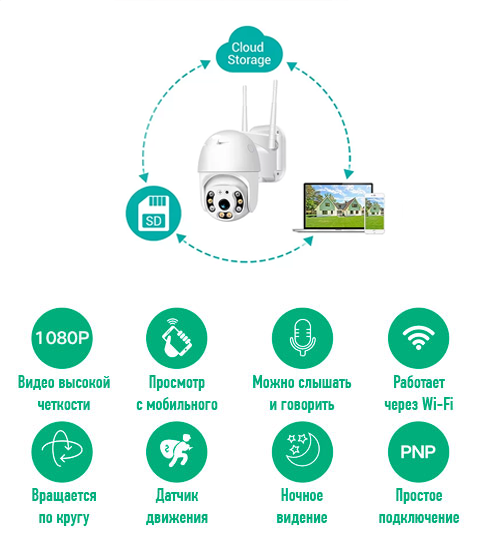 Cloud
Storage
SD
1080P
Видео высокой
четкости
Просмотр
с мобильного
Можно слышать
и говорить
Работает
через Wi-Fi
Вращается
по кругу
Датчик
движения
Ночное
видение
PNP
Простое
подключение